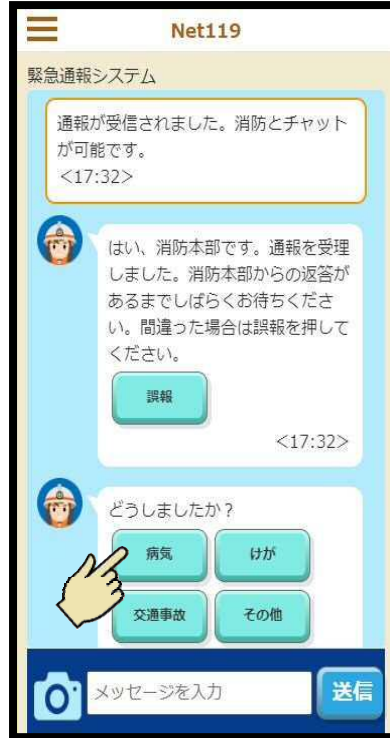 Net119
緊急通報システム
通報が受信されました。消防とチャット
が可能です。
<17:32>
はい、消防本部です。通報を受理
しました。消防本部からの返答が
あるまでしばらくお待ちくださ
い。間違った場合は誤報を押して
ください。
誤報
<17:32>
どうしましたか？
病気 けが
交通事故 その他
メッセージを入力 送信